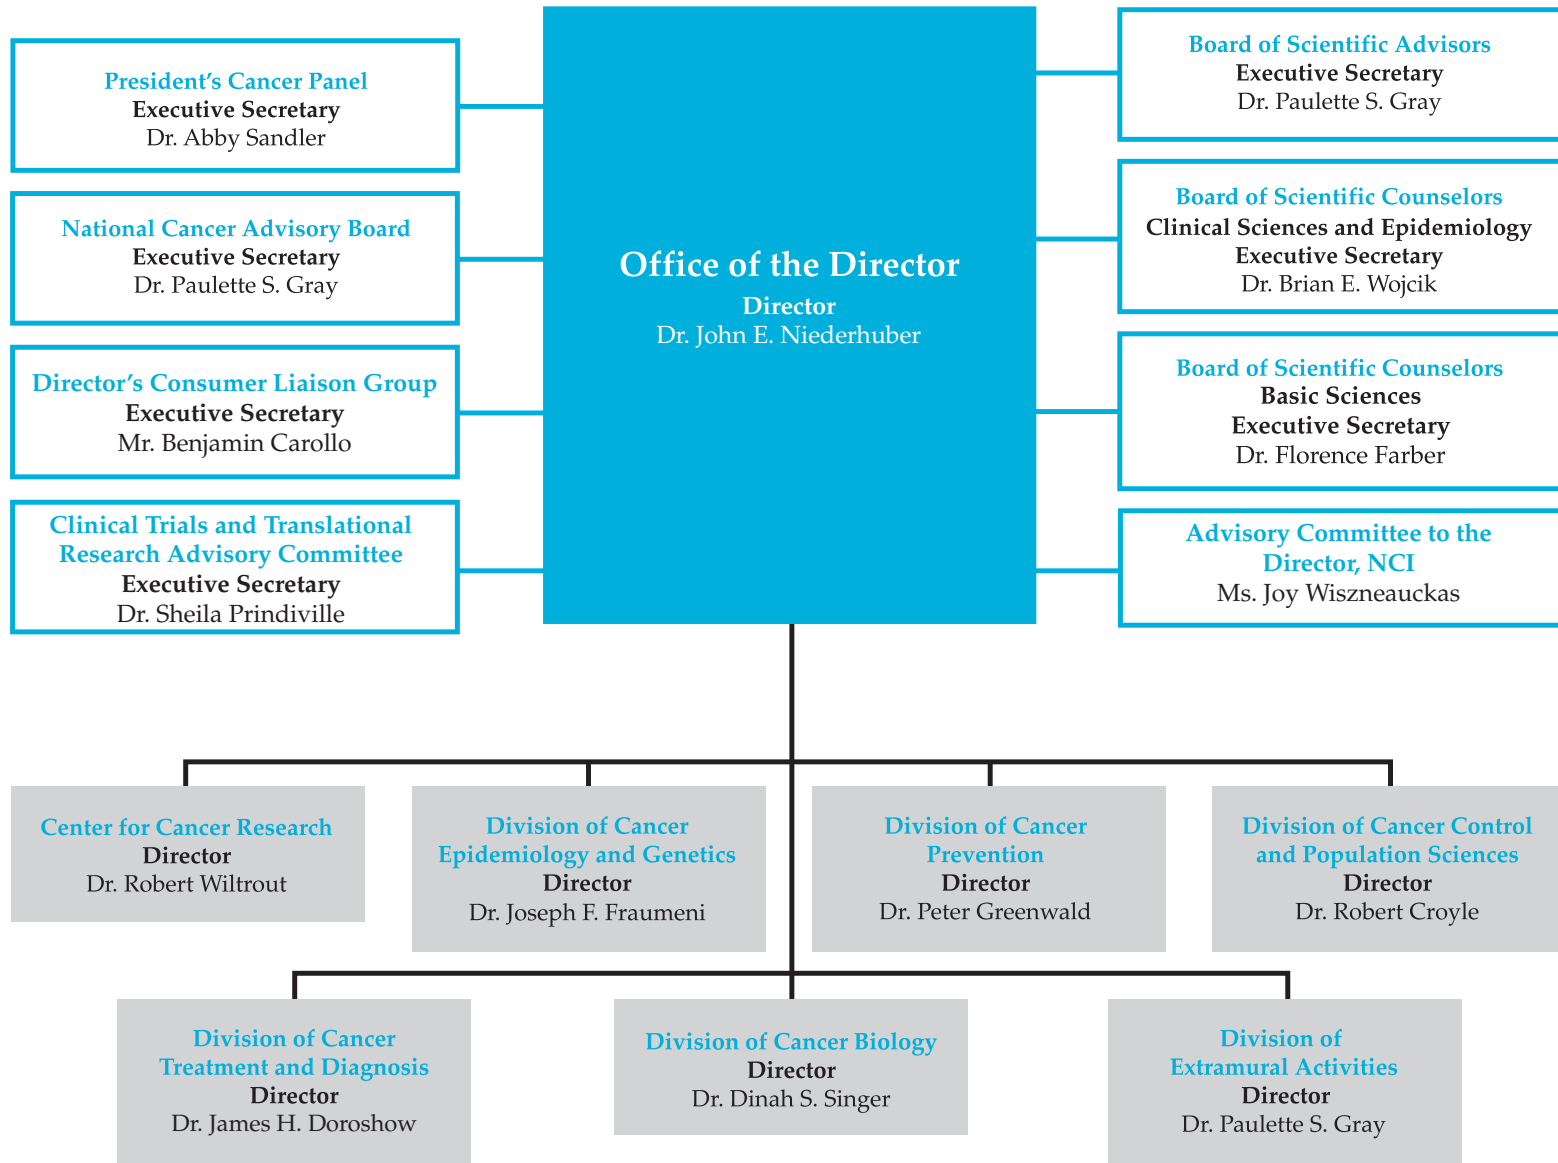 President’s Cancer Panel
Executive Secretary
Dr. Abby Sandler
National Cancer Advisory Board
Executive Secretary
Dr. Paulette S. Gray
Director’s Consumer Liaison Group
Executive Secretary
Mr. Benjamin Carollo
Clinical Trials and Translational
Research Advisory Committee
Executive Secretary
Dr. Sheila Prindiville
Office of the Director
Director
Dr. John E. Niederhuber
Board of Scientific Advisors
Executive Secretary
Dr. Paulette S. Gray
Board of Scientific Counselors
Clinical Sciences and Epidemiology
Executive Secretary
Dr. Brian E. Wojcik
Board of Scientific Counselors
Basic Sciences
Executive Secretary
Dr. Florence Farber
Advisory Committee to the
Director, NCI
Ms. Joy Wiszneauckas
Center for Cancer Research
Director
Dr. Robert Wiltrout
Division of Cancer
Epidemiology and Genetics
Director
Dr. Joseph F. Fraumeni
Division of Cancer
Prevention
Director
Dr. Peter Greenwald
Division of Cancer Control
and Population Sciences
Director
Dr. Robert Croyle
Division of Cancer
Treatment and Diagnosis
Director
Dr. James H. Doroshow
Division of Cancer Biology
Director
Dr. Dinah S. Singer
Division of
Extramural Activities
Director
Dr. Paulette S. Gray